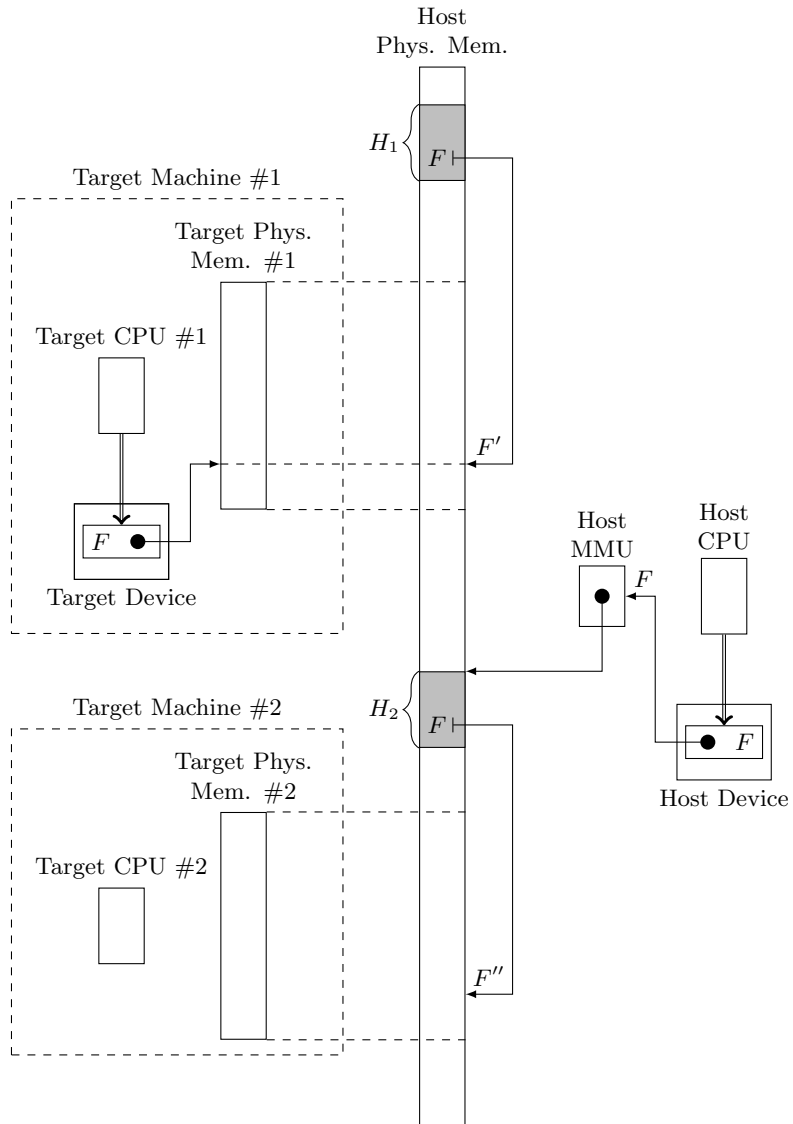 Host
Phys. Mem.
H₁
F
Target Machine #1
Target Phys.
Mem. #1
Target CPU #1
F′
F
Target Device
Host
MMU
Host
CPU
F
H₂
F
Target Machine #2
F
Host Device
Target Phys.
Mem. #2
Target CPU #2
F″